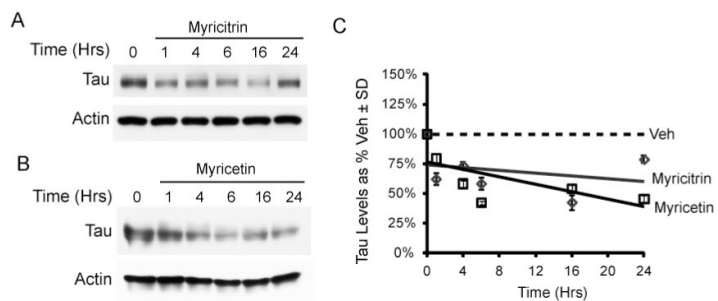 A
Myricitrin
Time (Hrs) 0 1 4 6 16 24
Tau
Actin
B
Myricetin
0 1 4 6 16 24
Tau
Actin
C
Tau Levels as % Veh ± SD
150%
125%
100%
75%
50%
25%
0%
Veh
Myricitrin
Myricetin
0 4 8 12 16 20 24
Time (Hrs)